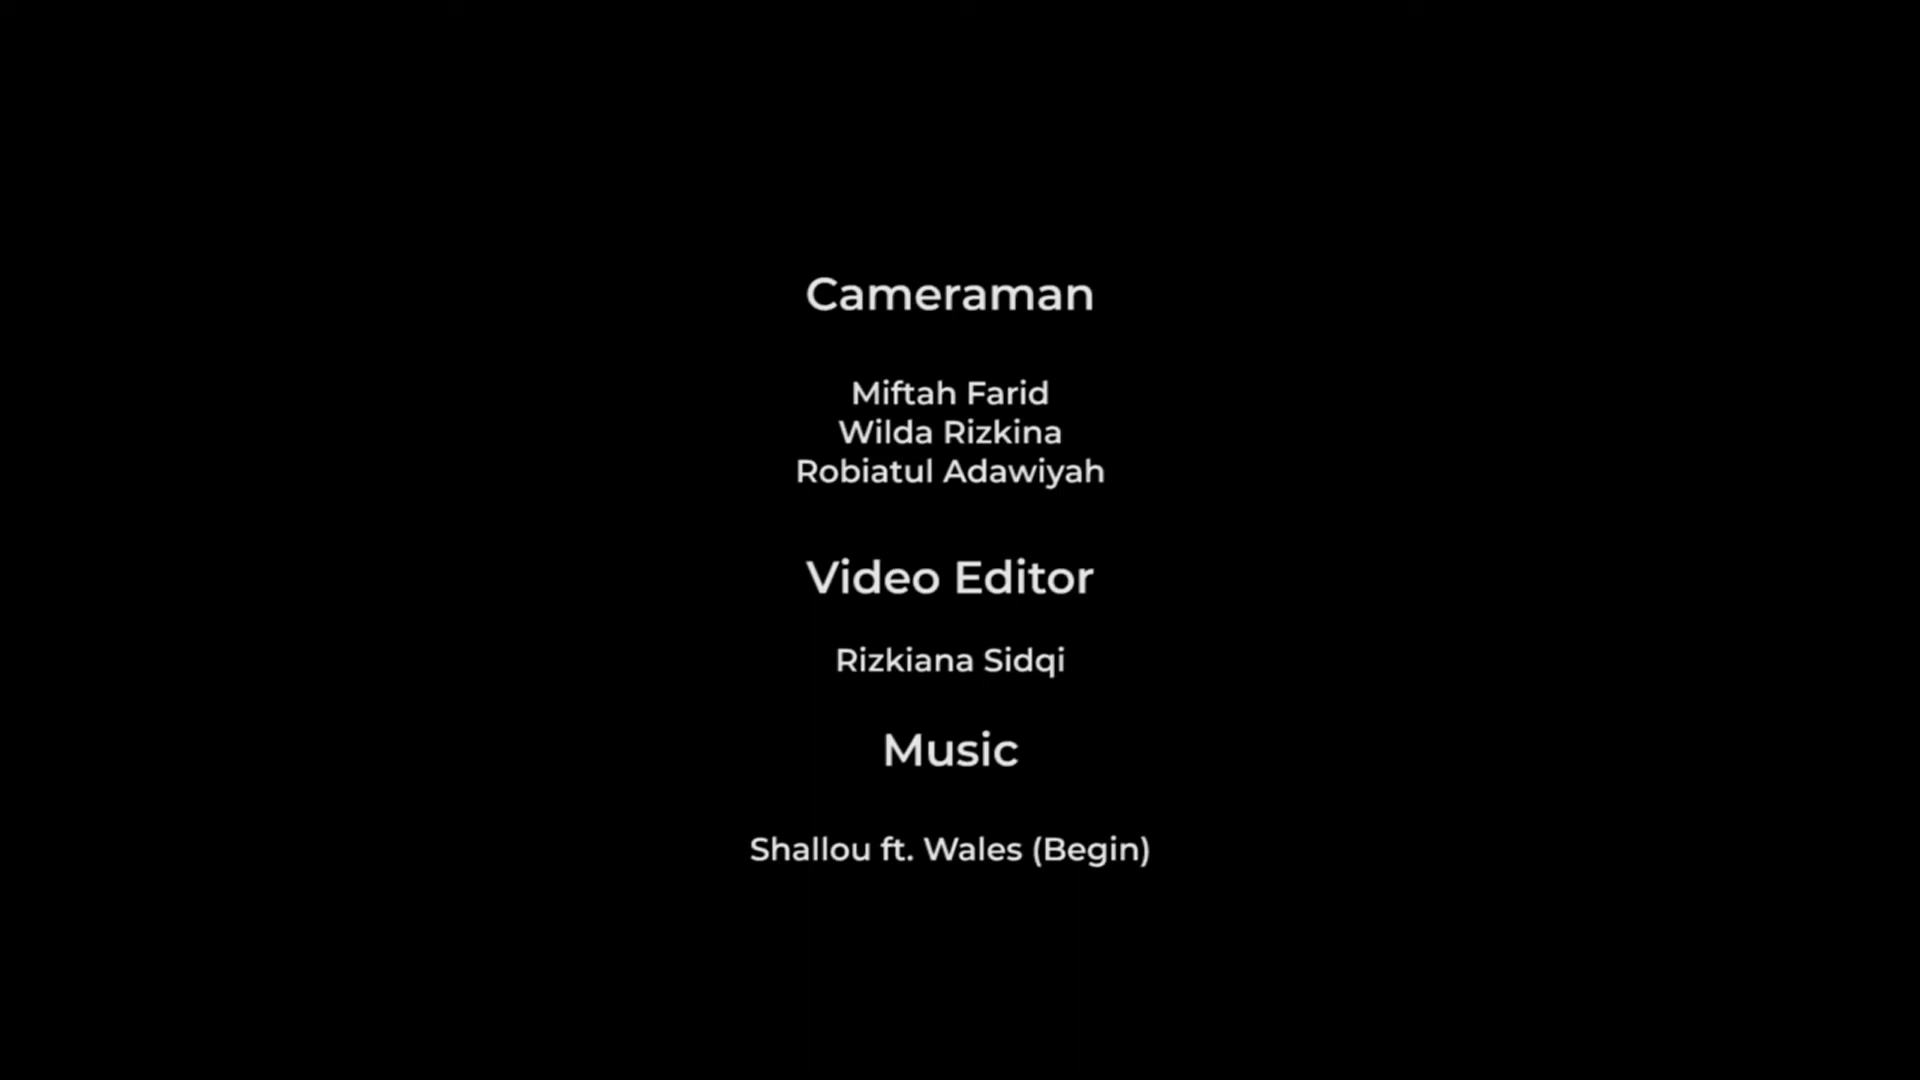 Cameraman
Miftah Farid
Wilda Rizkina
Robiatul Adawiyah
Video Editor
Rizkiana Sidqi
Music
Shallou ft. Wales (Begin)